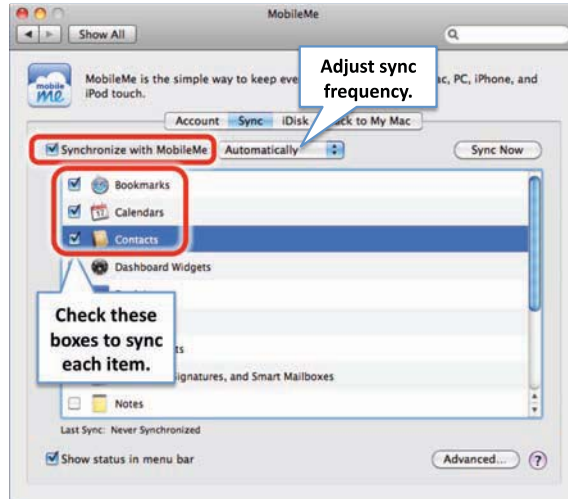 MobileMe
Show All
mobile me
MobileMe is the simple way to keep eve
ac, PC, iPhone, and
iPod touch.
Adjust sync
frequency.
Account Sync iDisk ck to My Mac
Synchronize with MobileMe Automatically Sync Now
Bookmarks
17 Calendars
Contacts
Dashboard Widgets
Check these
boxes to sync
each item.
ts
ignatures, and Smart Mailboxes
Notes
Last Sync: Never Synchronized
Show status in menu bar Advanced... ?